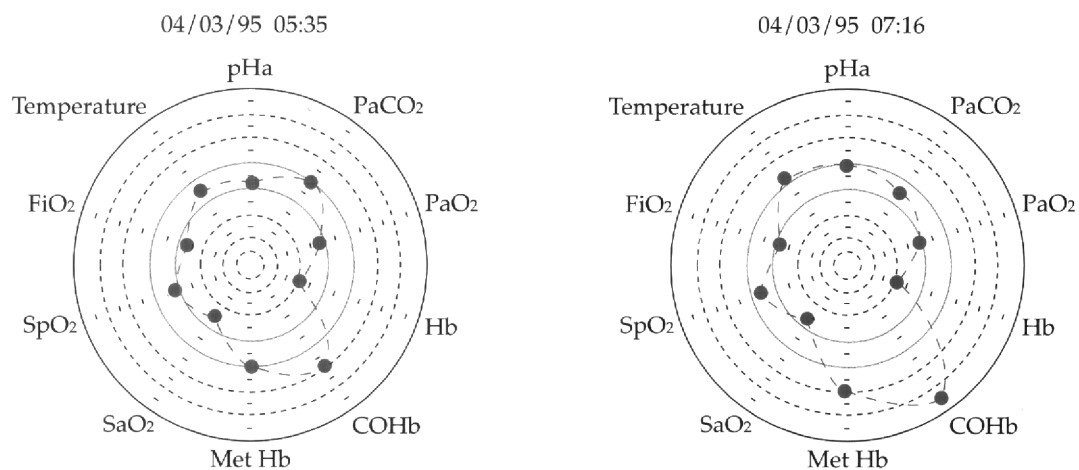 04/03/95 05:35
pHa
PaCO2
PaO2
Hb
COHb
Met Hb
SaO2
SpO2
FiO2
Temperature
04/03/95 07:16
pHa
PaCO2
PaO2
Hb
COHb
Met Hb
SaO2
SpO2
FiO2
Temperature